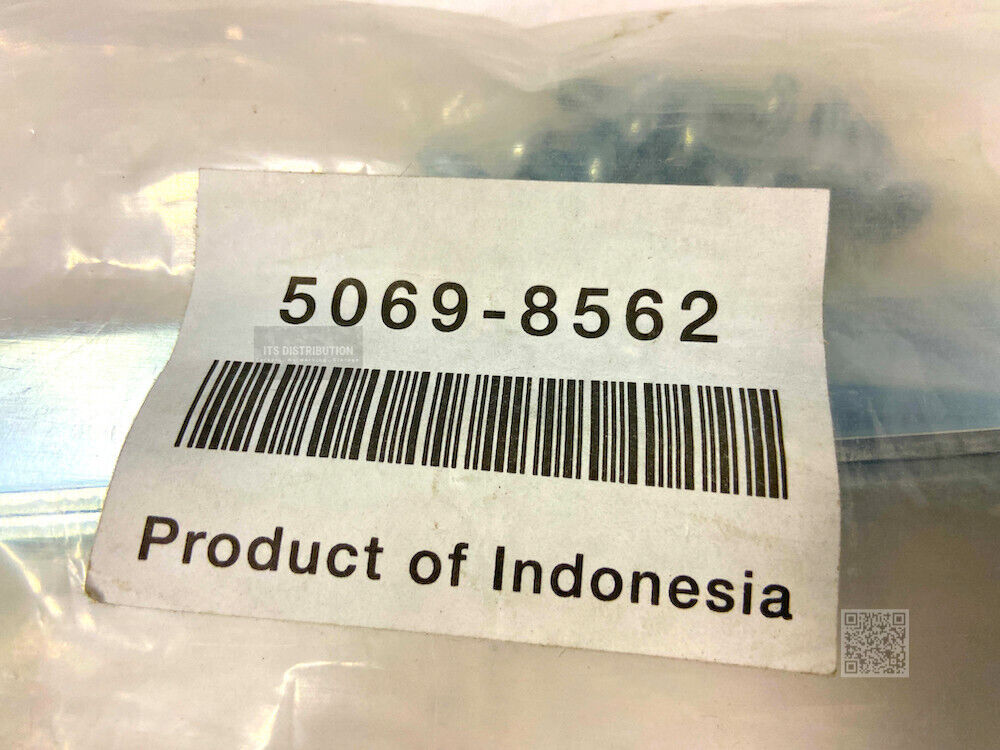 5069-8562
ITS DISTRIBUTION
Product of Indonesia